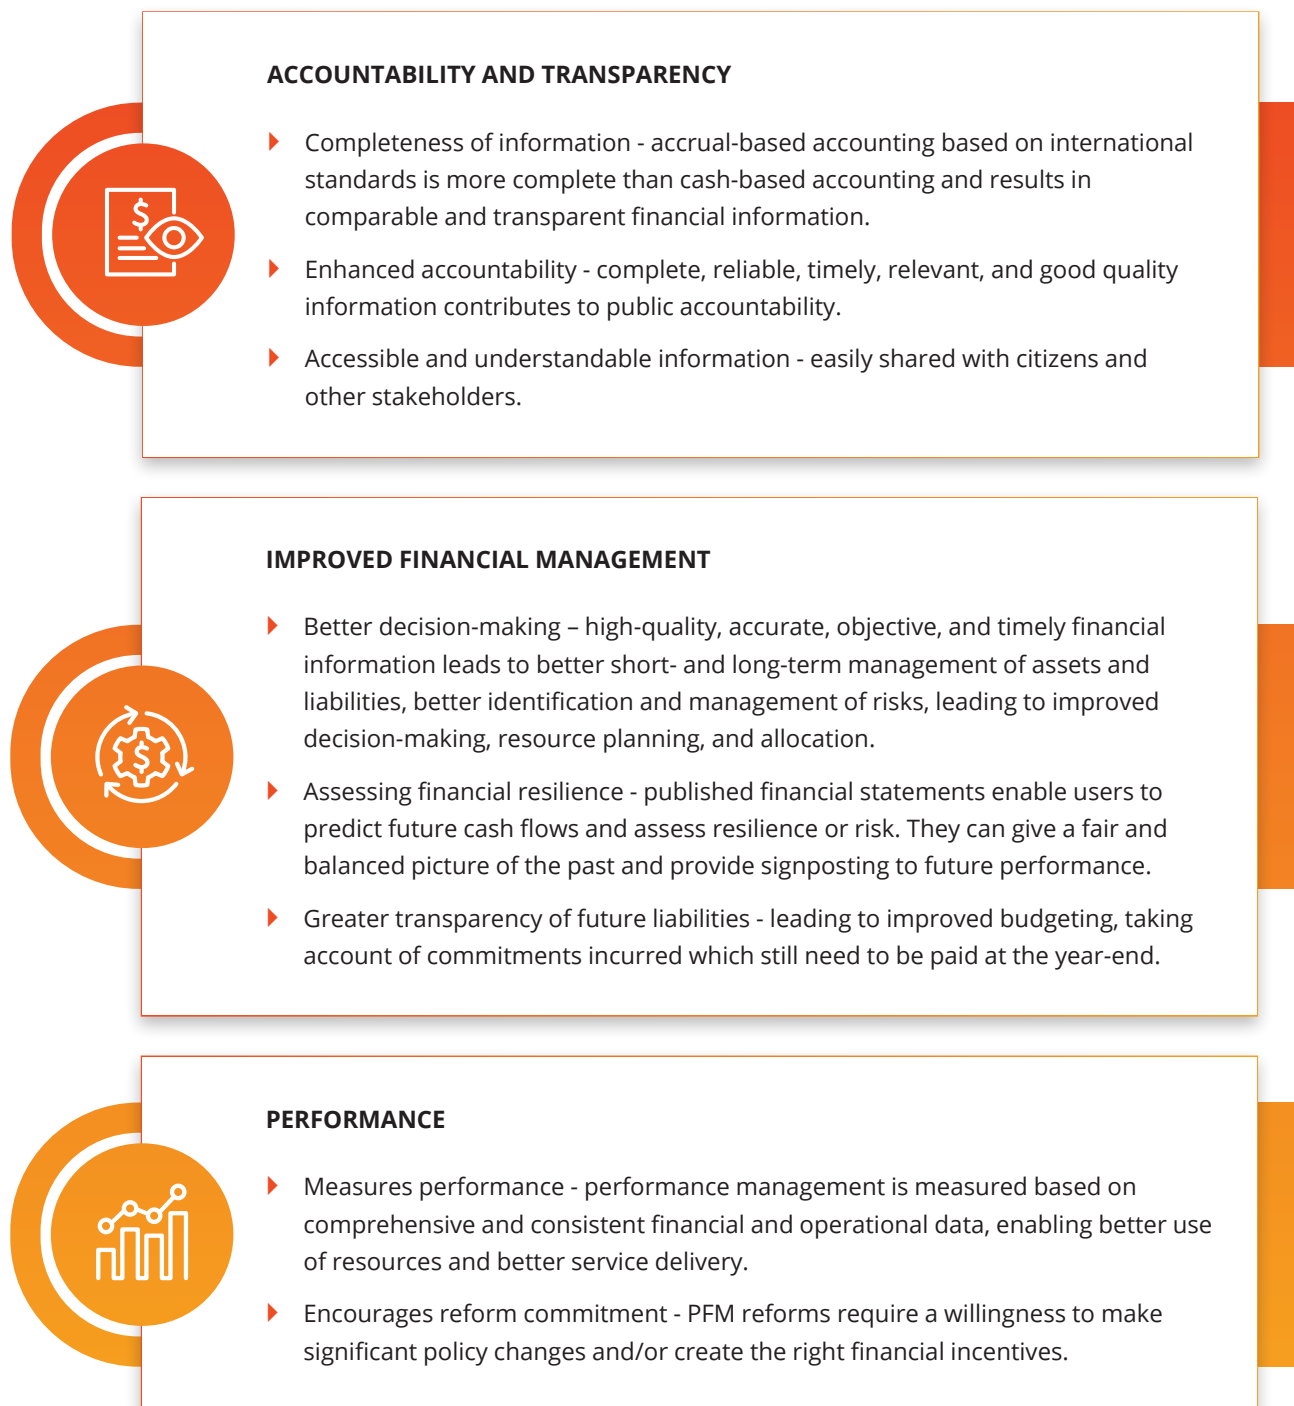 ACCOUNTABILITY AND TRANSPARENCY
Completeness of information - accrual-based accounting based on international
standards is more complete than cash-based accounting and results in
comparable and transparent financial information.
Enhanced accountability - complete, reliable, timely, relevant, and good quality
information contributes to public accountability.
Accessible and understandable information - easily shared with citizens and
other stakeholders.
IMPROVED FINANCIAL MANAGEMENT
Better decision-making – high-quality, accurate, objective, and timely financial
information leads to better short- and long-term management of assets and
liabilities, better identification and management of risks, leading to improved
decision-making, resource planning, and allocation.
Assessing financial resilience - published financial statements enable users to
predict future cash flows and assess resilience or risk. They can give a fair and
balanced picture of the past and provide signposting to future performance.
Greater transparency of future liabilities - leading to improved budgeting, taking
account of commitments incurred which still need to be paid at the year-end.
PERFORMANCE
Measures performance - performance management is measured based on
comprehensive and consistent financial and operational data, enabling better use
of resources and better service delivery.
Encourages reform commitment - PFM reforms require a willingness to make
significant policy changes and/or create the right financial incentives.